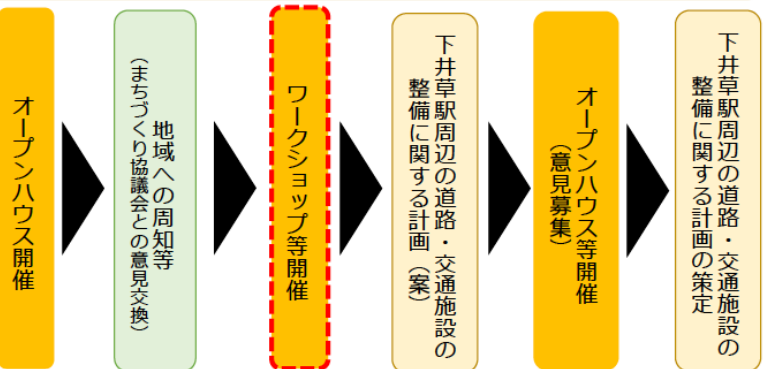 オープンハウス開催
地域への周知等
（まちづくり協議会との意見交換）
ワークショップ等開催
下井草駅周辺の道路・交通施設の
整備に関する計画（案）
オープンハウス等開催
（意見募集）
下井草駅周辺の道路・交通施設の
整備に関する計画の策定